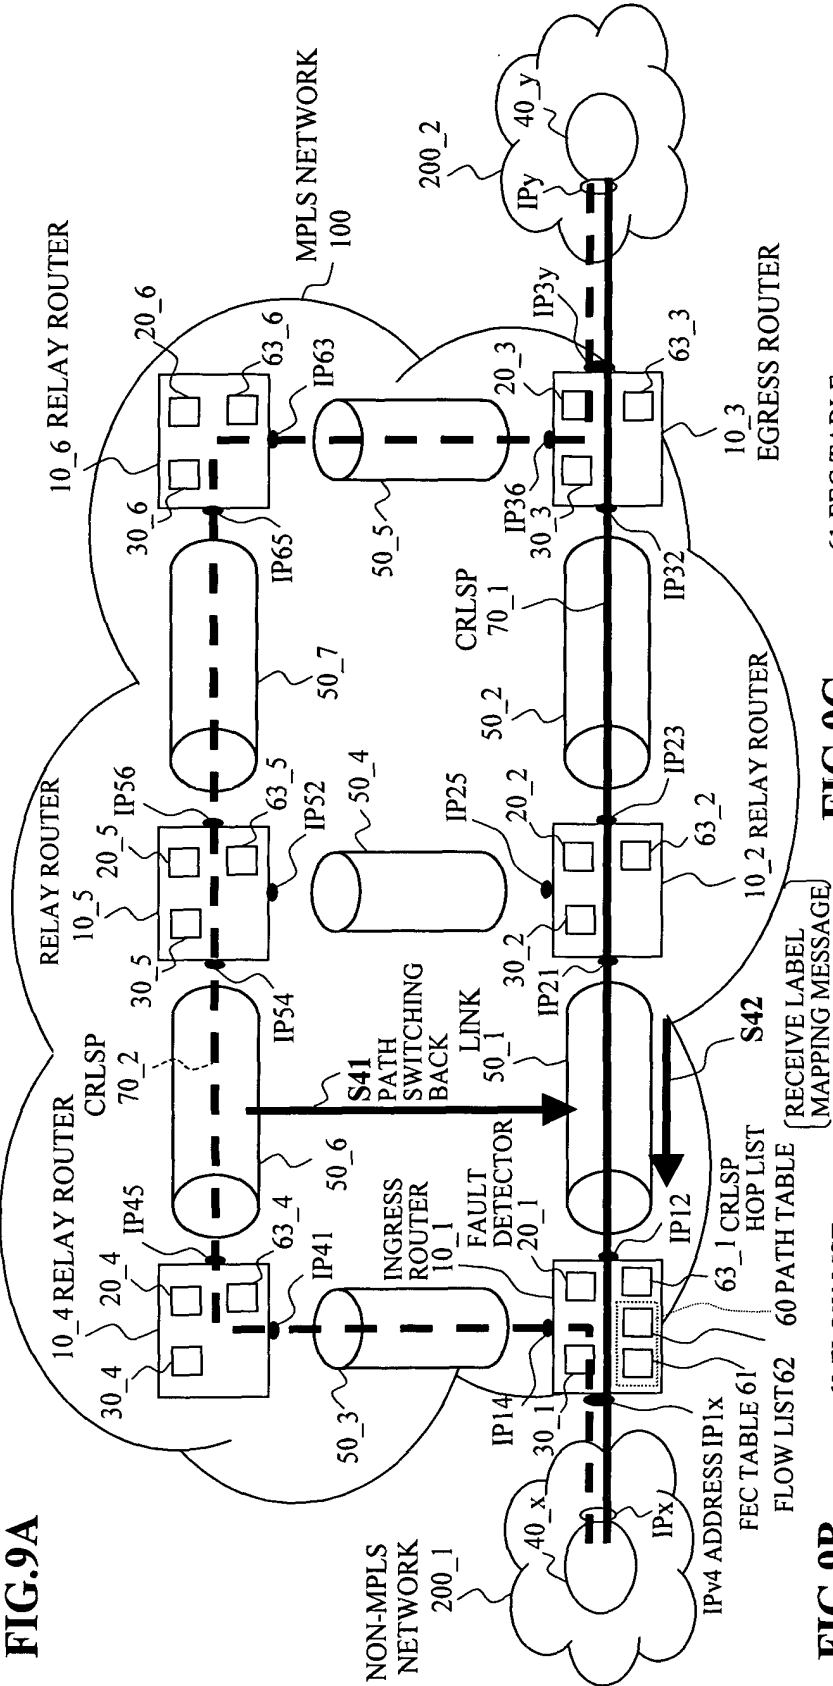 FIG.9A
10_6 RELAY ROUTER
20_6
63_6
30_6
IP65
IP63
MPLS NETWORK
100
RELAY ROUTER
10_5
20_5
63_5
30_5
IP54
IP56
IP52
50_7
50_5
50_4
10_4 RELAY ROUTER
20_4
63_4
30_4
IP45
IP41
CRLSP
70_2
50_6
50_3
S41
PATH
SWITCHING
BACK
LINK
50_1
INGRESS
ROUTER
10_1
FAULT
DETECTOR
20_1
IP14
30_1
IP12
63_1 CRLSP
HOP LIST
60 PATH TABLE
FEC TABLE 61
FLOW LIST62
IPv4 ADDRESS IP1x
NON-MPLS
NETWORK
200_1
40_x
IPx
S42
RECEIVE LABEL
MAPPING MESSAGE
IP25
20_2
30_2
IP21
IP23
63_2
10_2 RELAY ROUTER
50_2
CRLSP
70_1
IP36
30_3
20_3
IP3y
IP32
63_3
10_3
EGRESS ROUTER
200_2
40_y
IPy
FIG.9B
FIG.9C
61 FEC TABLE